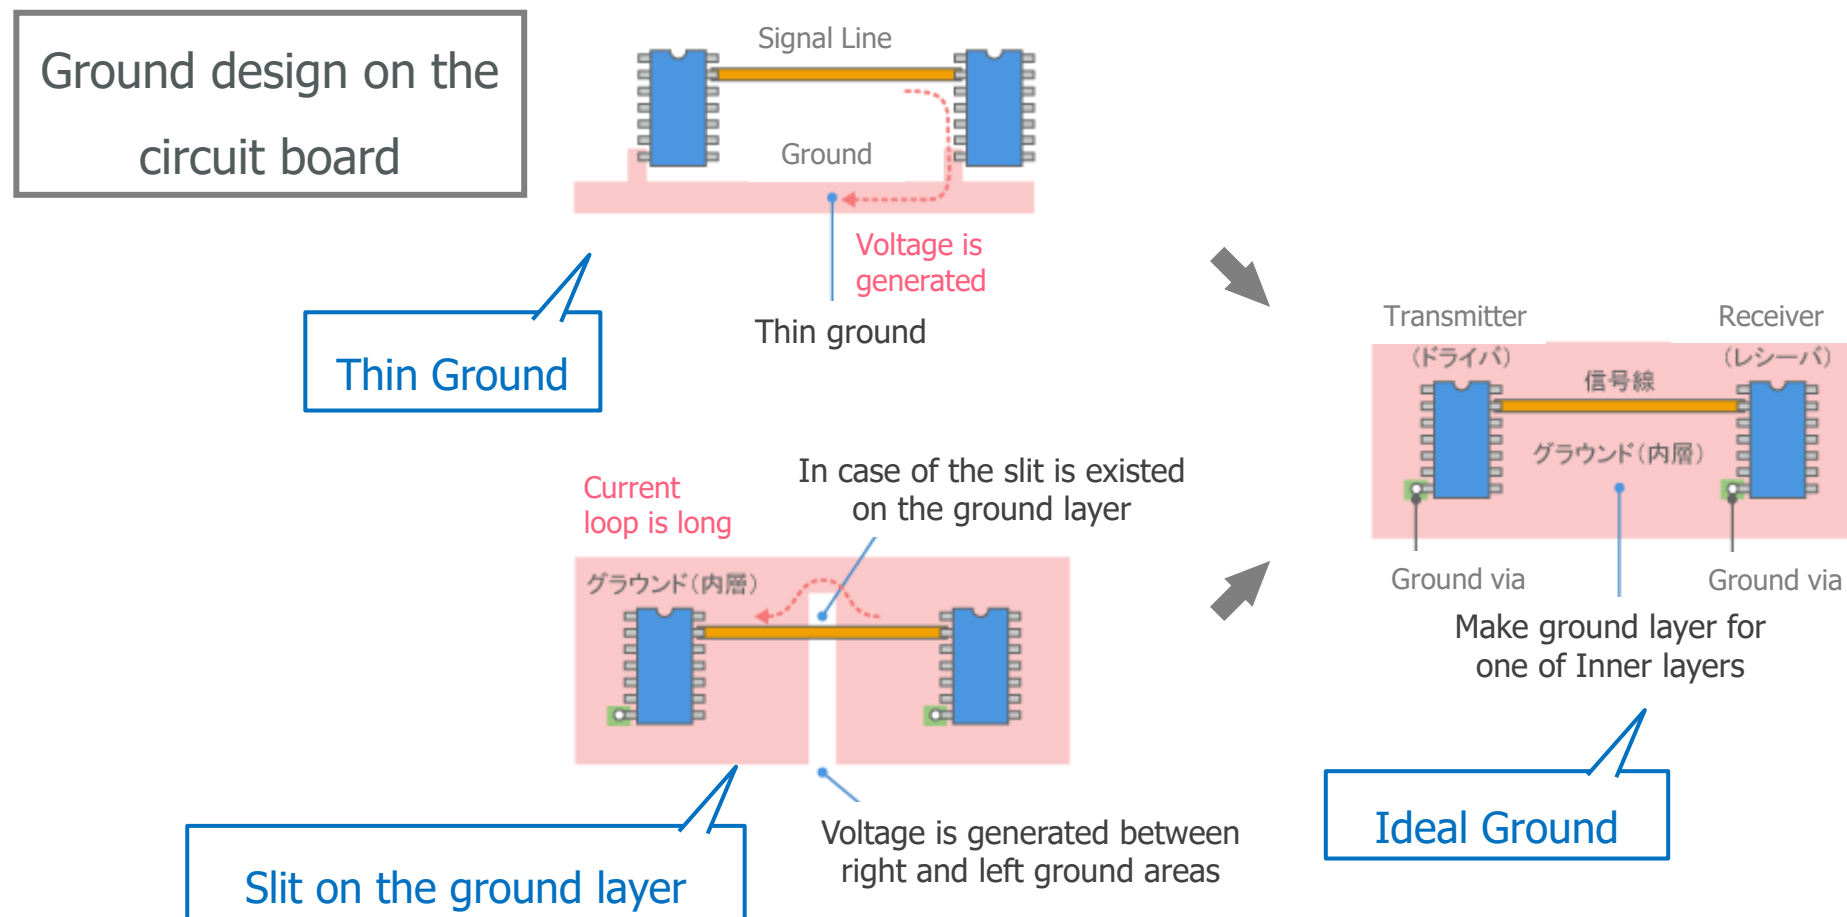 Ground design on the
circuit board
Signal Line
Ground
Voltage is
generated
Thin ground
Thin Ground
Current
loop is long
In case of the slit is existed
on the ground layer
グラウンド(内層)
Voltage is generated between
right and left ground areas
Slit on the ground layer
Transmitter
Receiver
(ドライバ)
(レシーバ)
信号線
グラウンド(内層)
Ground via
Ground via
Make ground layer for
one of Inner layers
Ideal Ground